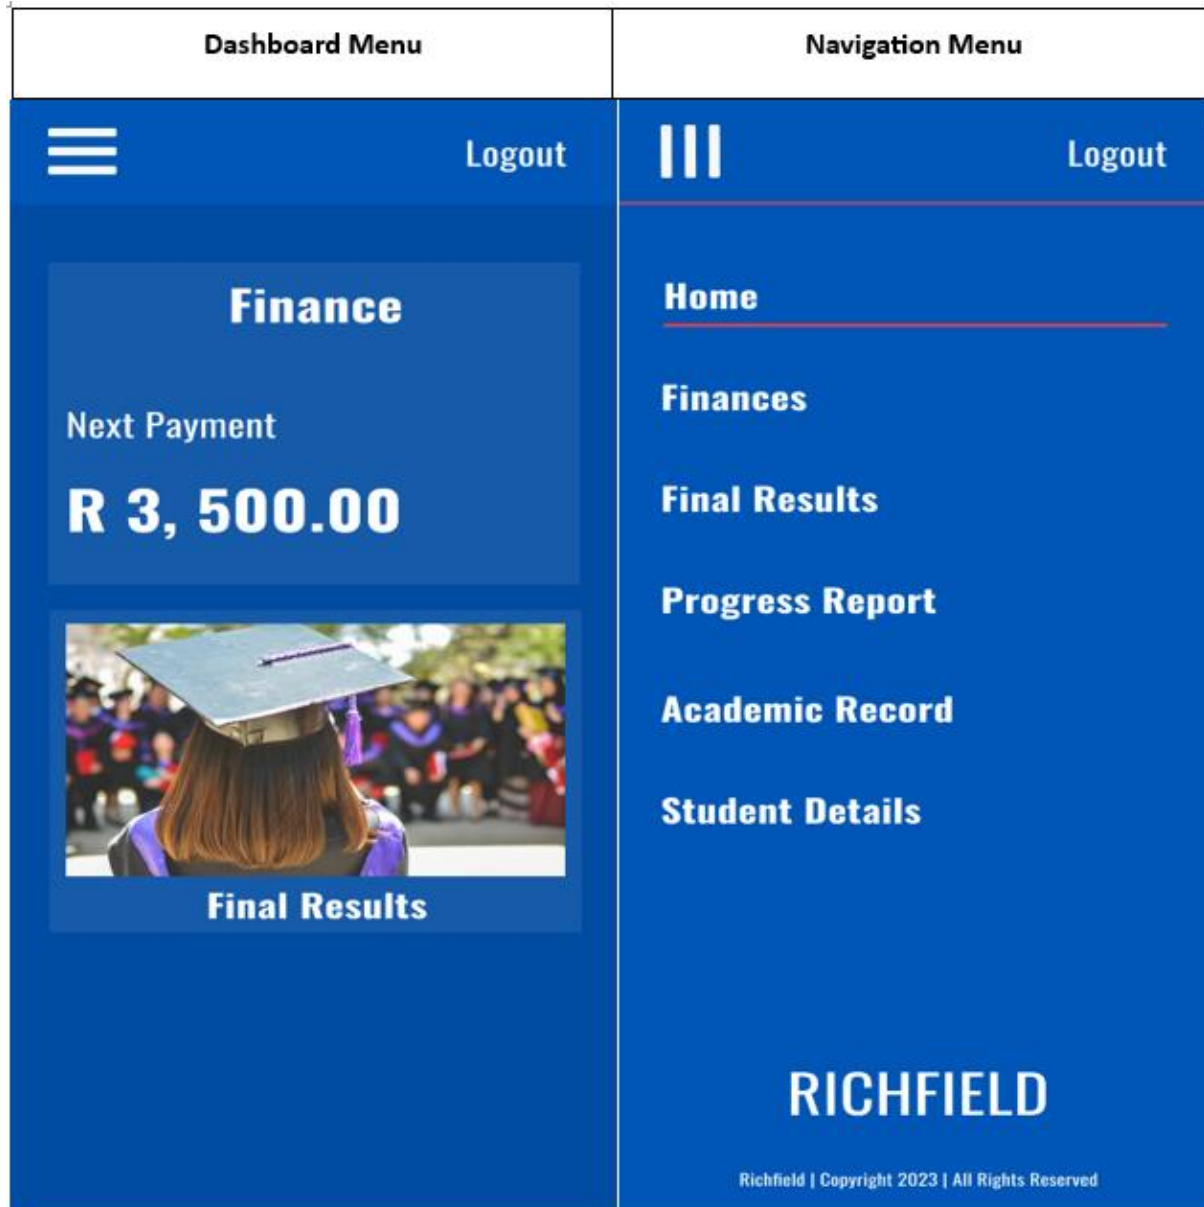 Dashboard Menu
Navigation Menu
Logout
Finance
Next Payment
R 3, 500.00
Final Results
Logout
Home
Finances
Final Results
Progress Report
Academic Record
Student Details
RICHFIELD
Richfield | Copyright 2023 | All Rights Reserved